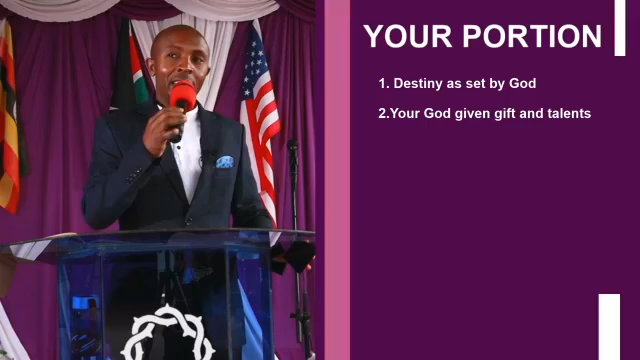 YOUR PORTION
1. Destiny as set by God
2.Your God given gift and talents